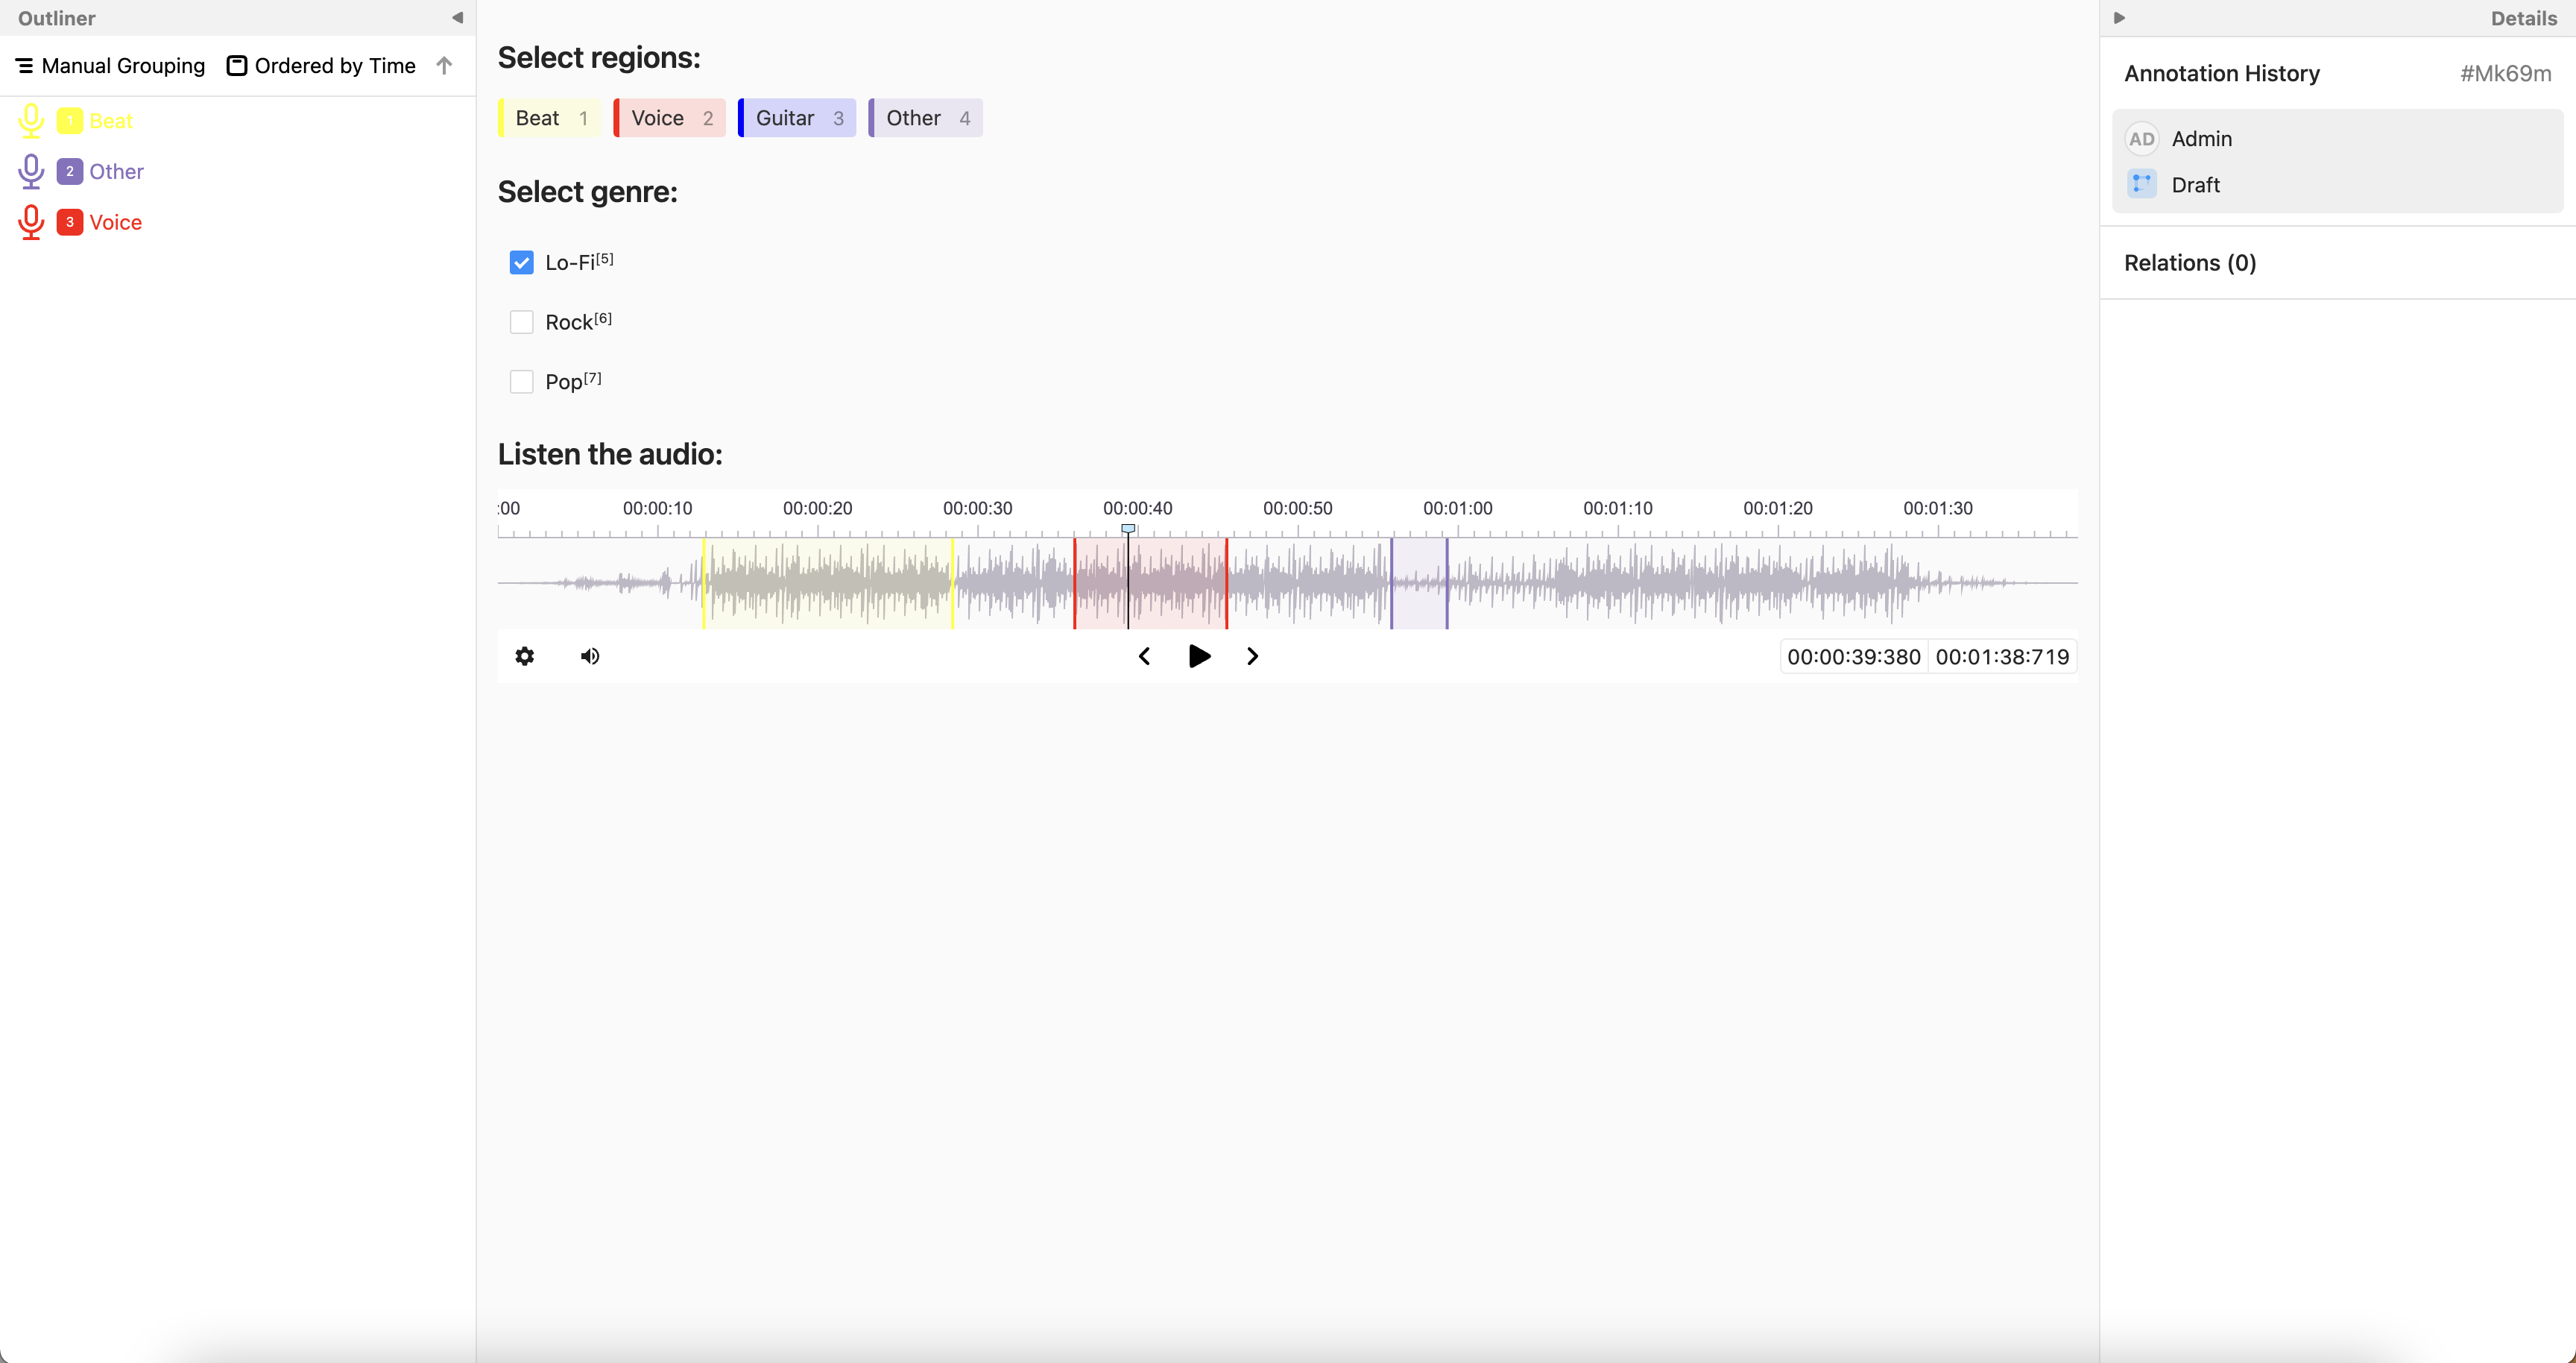 Outliner
Manual Grouping Ordered by Time
1 Beat
2 Other
3 Voice
Select regions:
Beat 1 Voice 2 Guitar 3 Other 4
Select genre:
Lo-Fi[5]
Rock[6]
Pop[7]
Listen the audio:
:00 00:00:10 00:00:20 00:00:30 00:00:40 00:00:50 00:01:00 00:01:10 00:01:20 00:01:30
00:00:39:380 00:01:38:719
Details
Annotation History #Mk69m
AD Admin
Draft
Relations (0)